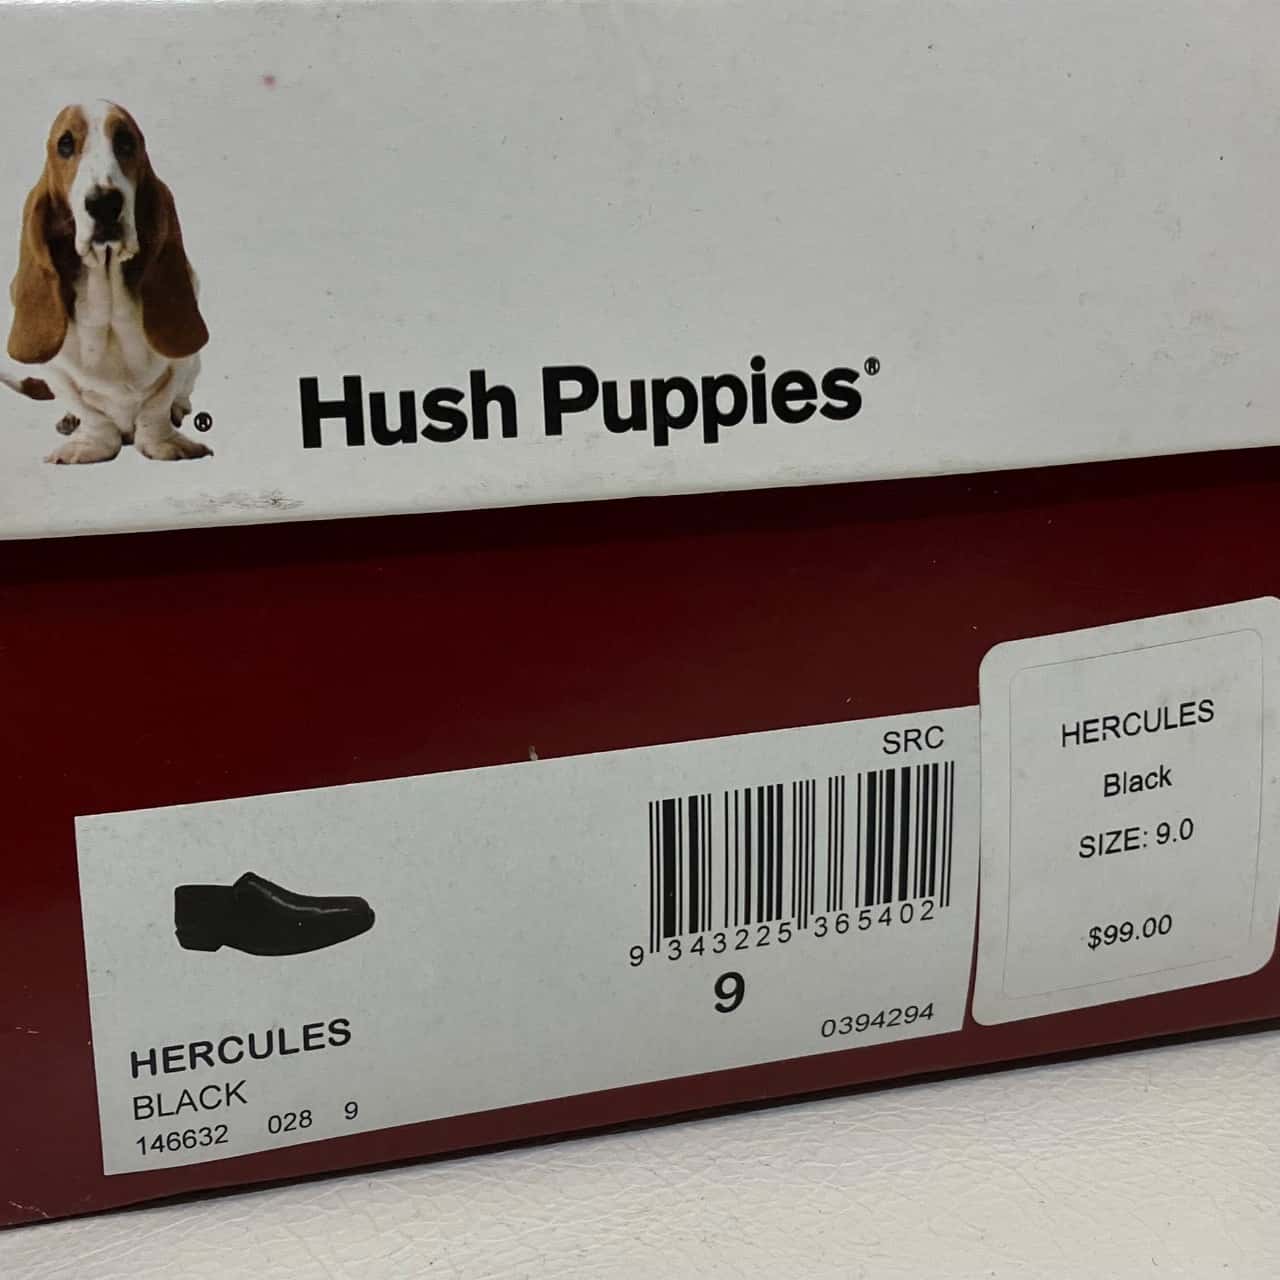 ®
Hush Puppies®
SRC
9 343225 365402
9
0394294
HERCULES
BLACK
146632 028 9
HERCULES
Black
SIZE: 9.0
$99.00